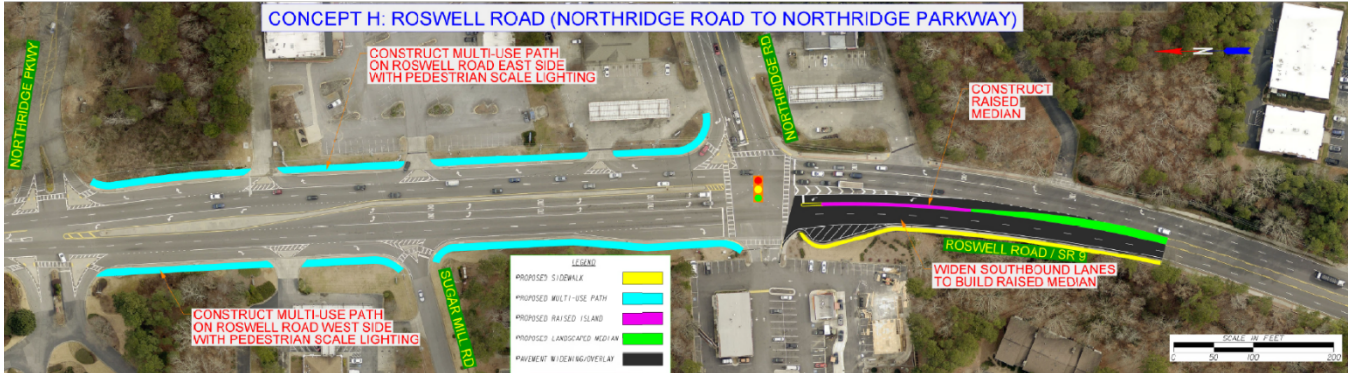 CONCEPT H: ROSWELL ROAD (NORTHRIDGE ROAD TO NORTHRIDGE PARKWAY)
NORTHRIDGE PKWY
CONSTRUCT MULTI-USE PATH
ON ROSWELL ROAD EAST SIDE
WITH PEDESTRIAN SCALE LIGHTING
NORTHRIDGE RD
N
CONSTRUCT
RAISED
MEDIAN
ROSWELL ROAD / SR 9
WIDEN SOUTHBOUND LANES
TO BUILD RAISED MEDIAN
CONSTRUCT MULTI-USE PATH
ON ROSWELL ROAD WEST SIDE
WITH PEDESTRIAN SCALE LIGHTING
SUGAR MILL RD
LEGEND
PROPOSED SIDEWALK
PROPOSED MULTI-USE PATH
PROPOSED RAISED ISLAND
PROPOSED LANDSCAPED MEDIAN
PAVEMENT WIDENING/OVERLAY
SCALE IN FEET
0 50 100 200